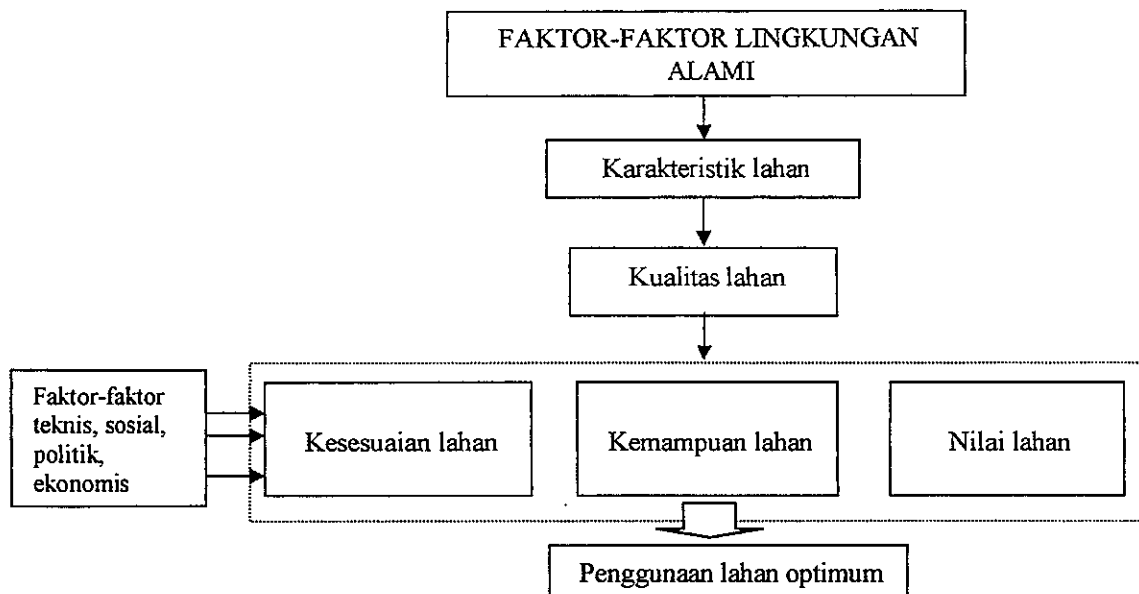 FAKTOR-FAKTOR LINGKUNGAN
ALAMI
Karakteristik lahan
Kualitas lahan
Faktor-faktor
teknis, sosial,
politik,
ekonomis
Kesesuaian lahan
Kemampuan lahan
Nilai lahan
Penggunaan lahan optimum